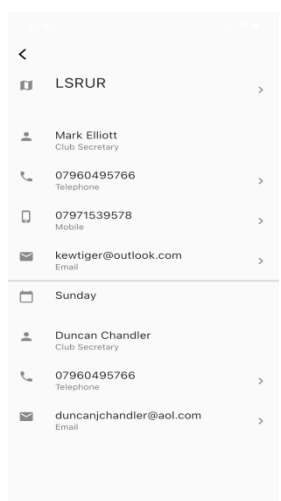 LSRUR
Mark Elliott
Club Secretary
07960495766
Telephone
07971539578
Mobile
kewtiger@outlook.com
Email
Sunday
Duncan Chandler
Club Secretary
07960495766
Telephone
duncanjchandler@aol.com
Email